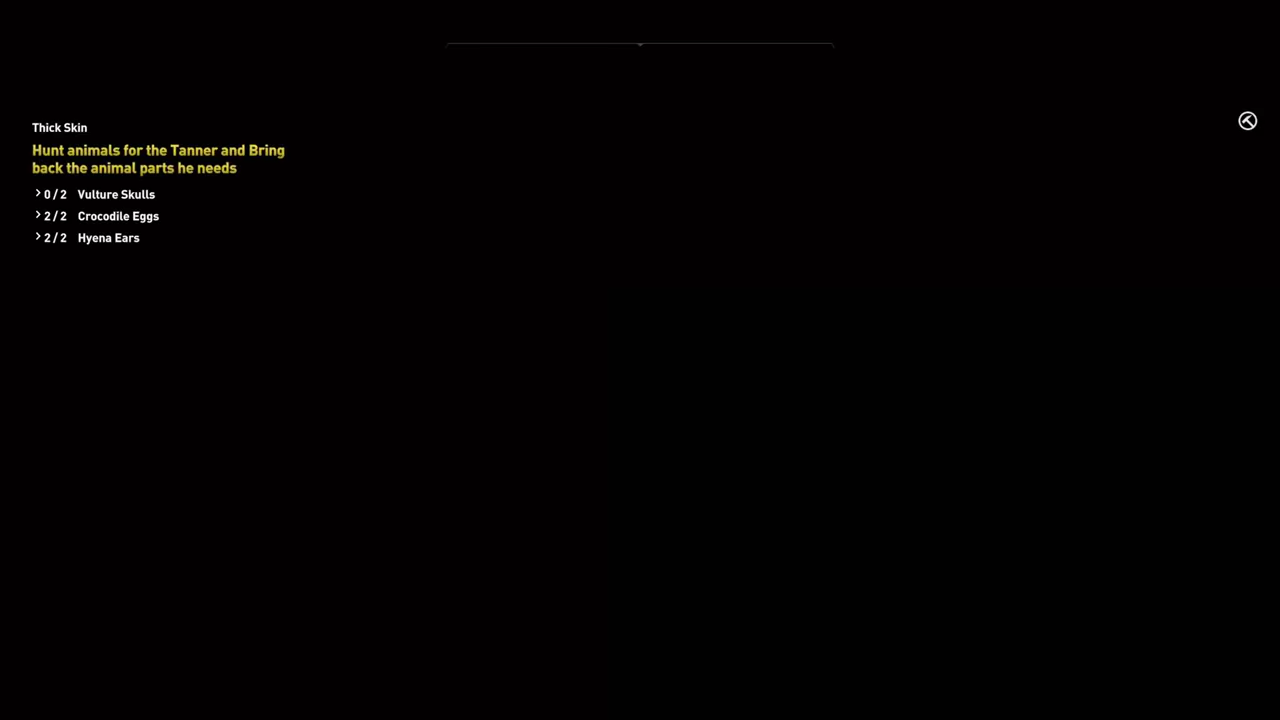 Thick Skin
Hunt animals for the Tanner and Bring
back the animal parts he needs
0/2 Vulture Skulls
2/2 Crocodile Eggs
2/2 Hyena Ears